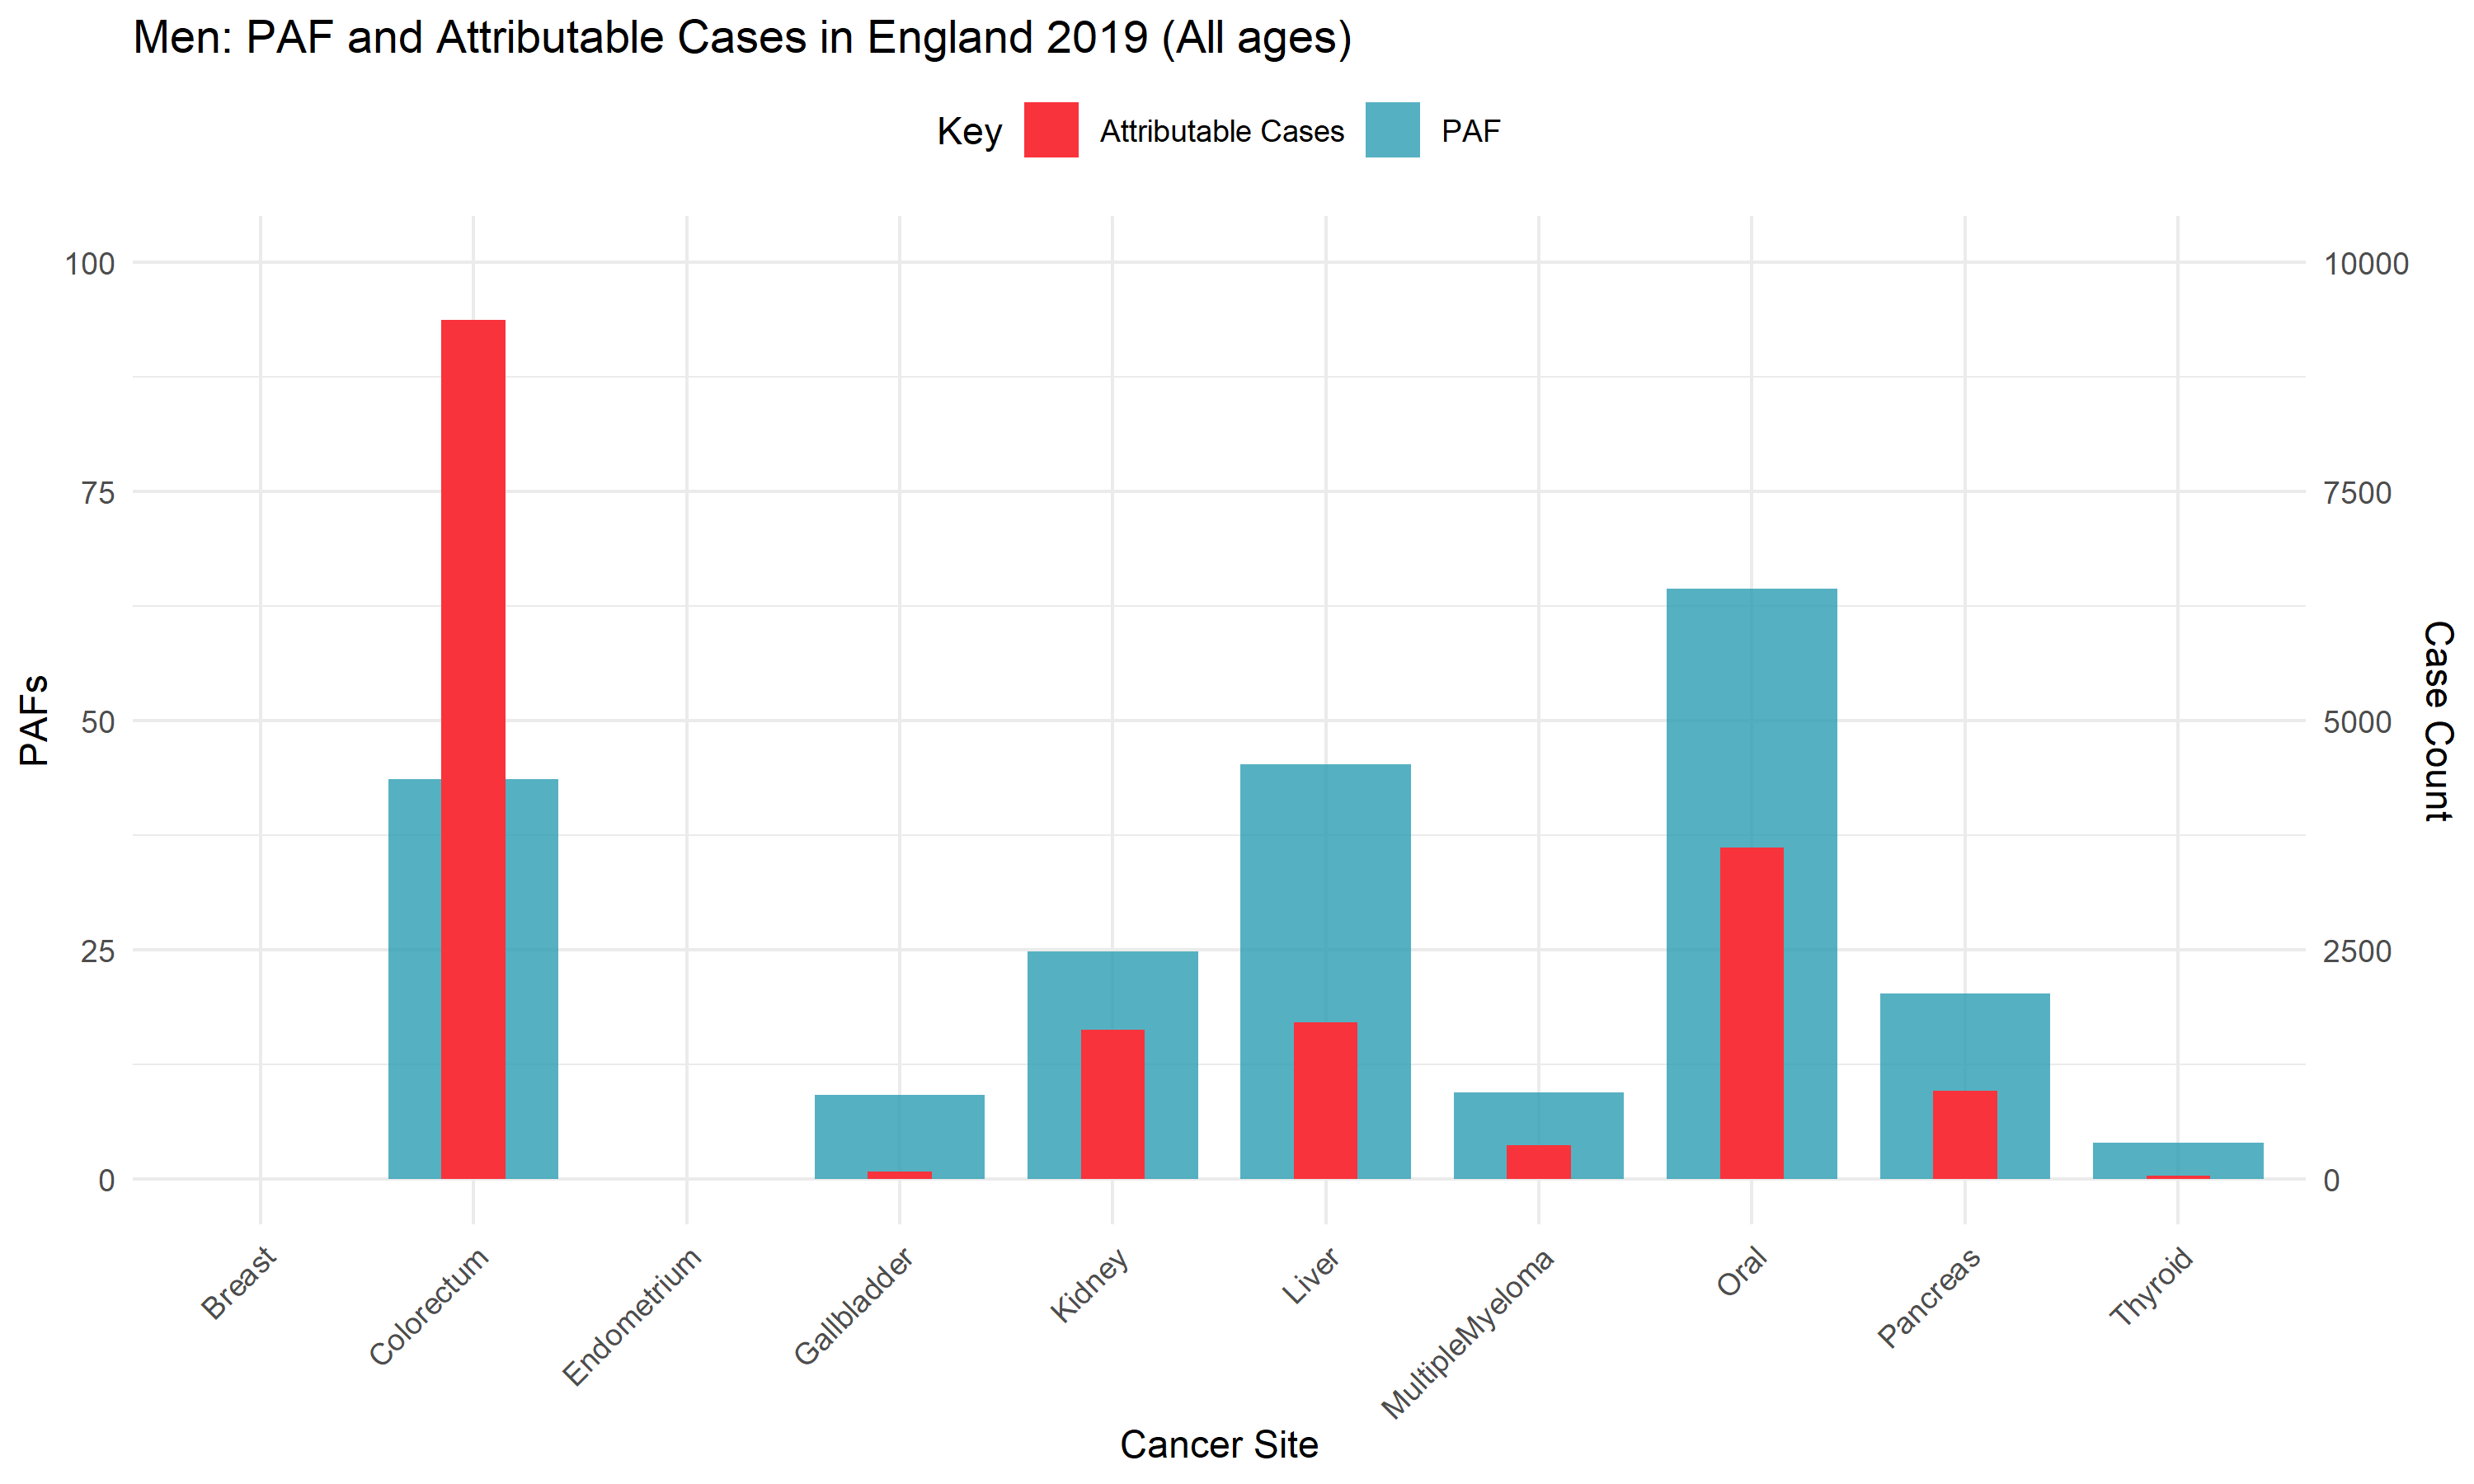 Men: PAF and Attributable Cases in England 2019 (All ages)
Key Attributable Cases PAF
100 10000
75 7500
50 5000
25 2500
0 0
PAFs
Case Count
Breast
Colorectum
Endometrium
Gallbladder
Kidney
Liver
MultipleMyeloma
Oral
Pancreas
Thyroid
Cancer Site